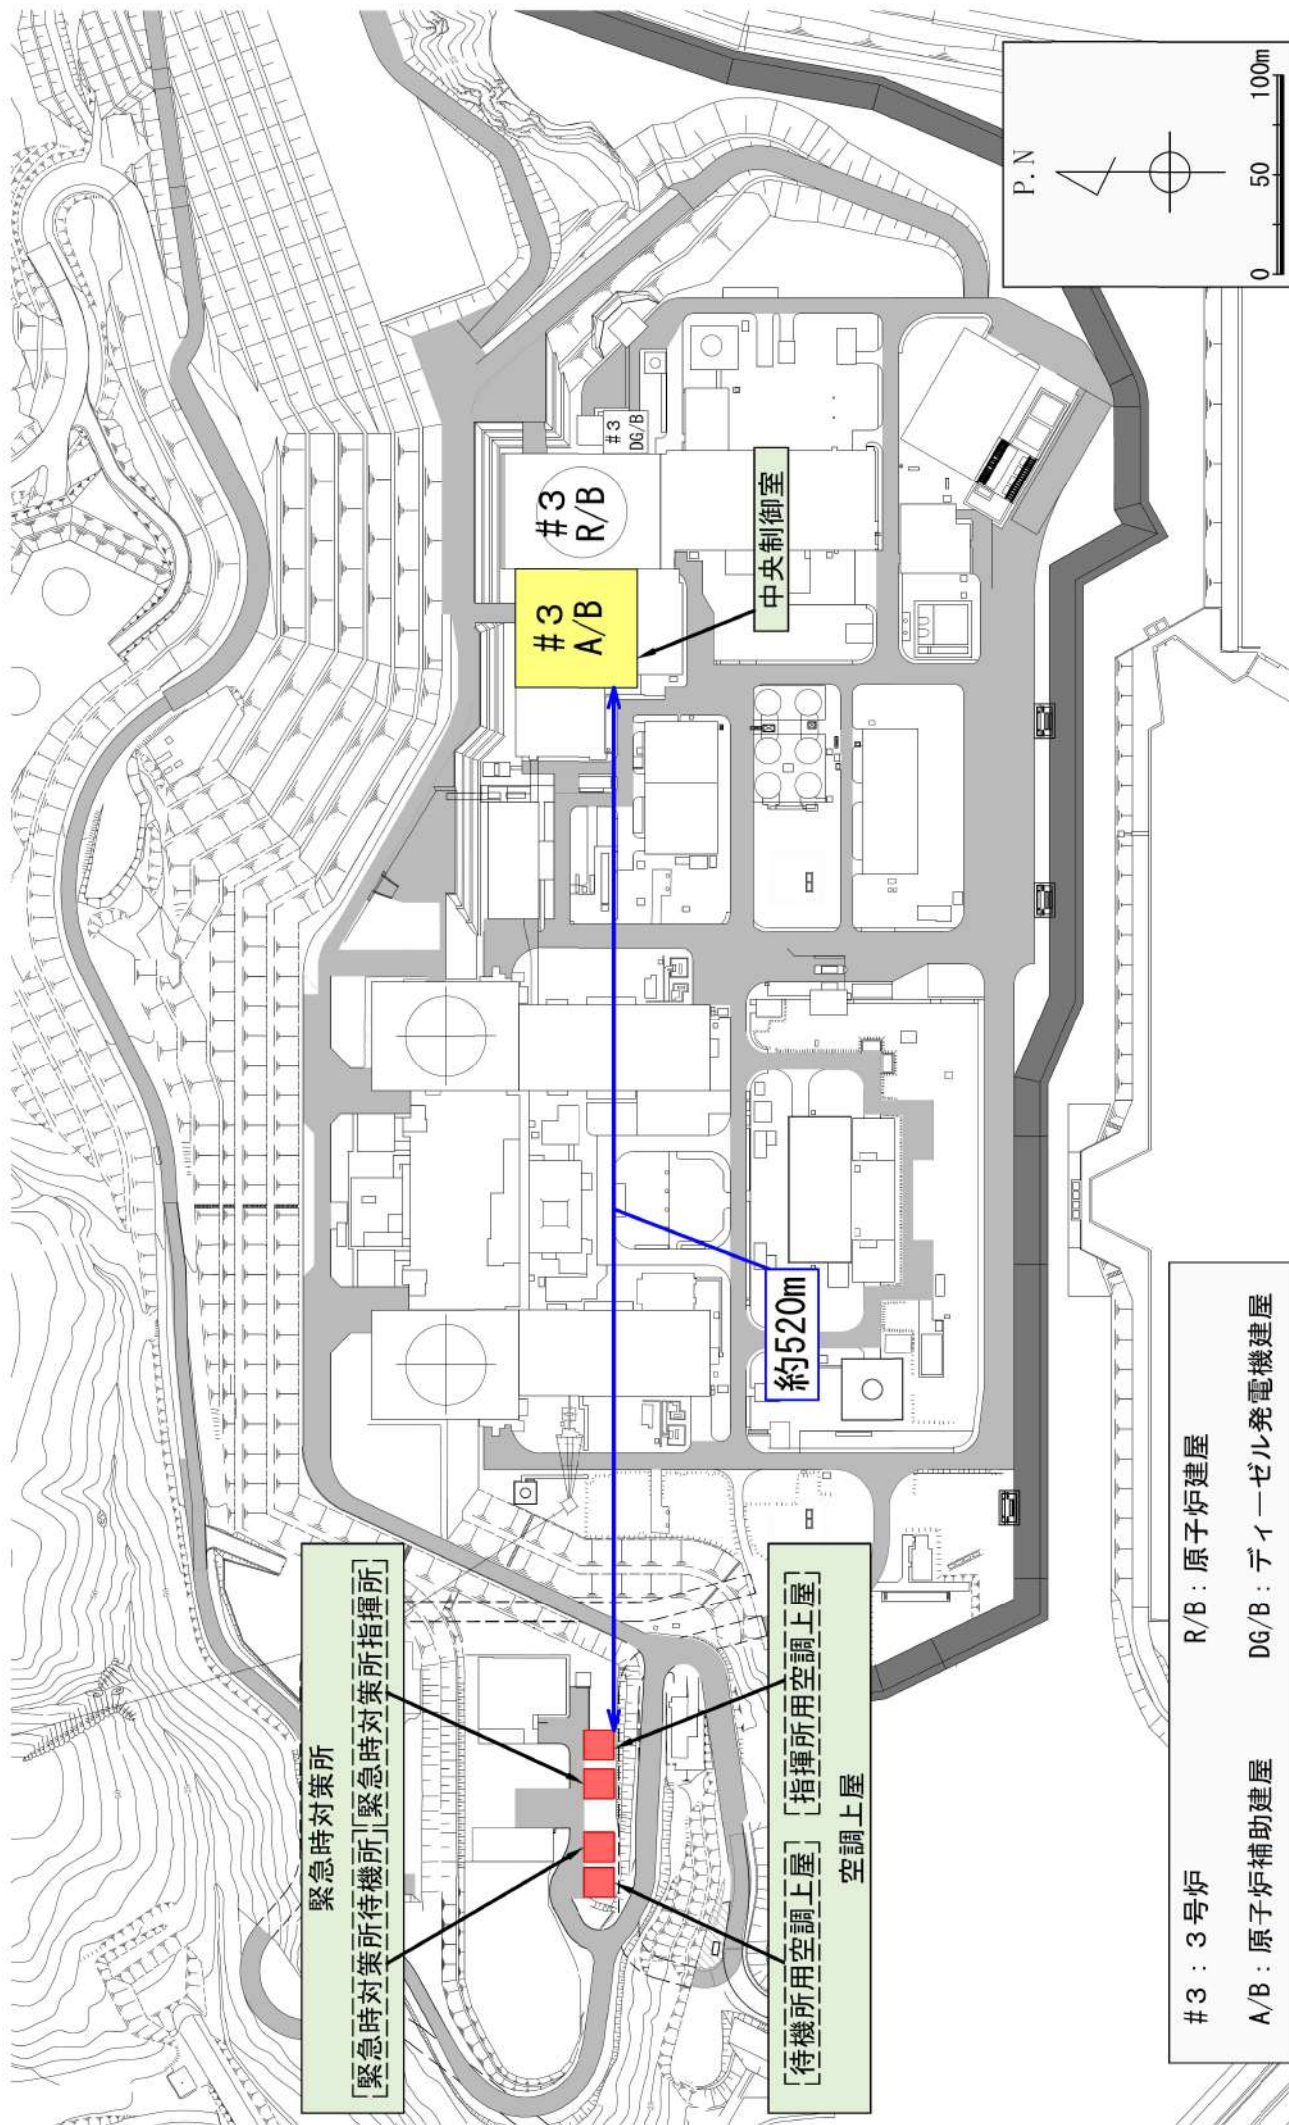 緊急時対策所
[緊急時対策所待機所] [緊急時対策所指揮所]
#3
R/B
#3
DG/B
#3
A/B
中央制御室
約520m
[待機所用空調上屋] [指揮所用空調上屋]
空調上屋
P.N
0 50 100m
#3：3号炉 R/B：原子炉建屋
A/B：原子炉補助建屋 DG/B：ディーゼル発電機建屋